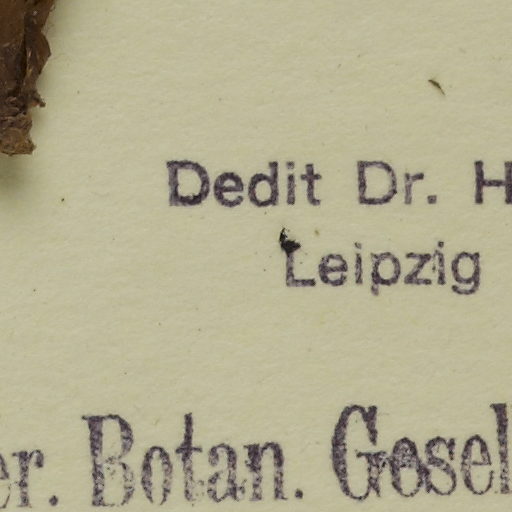 Dedit Dr. H
Leipzig
er. Botan. Gesel